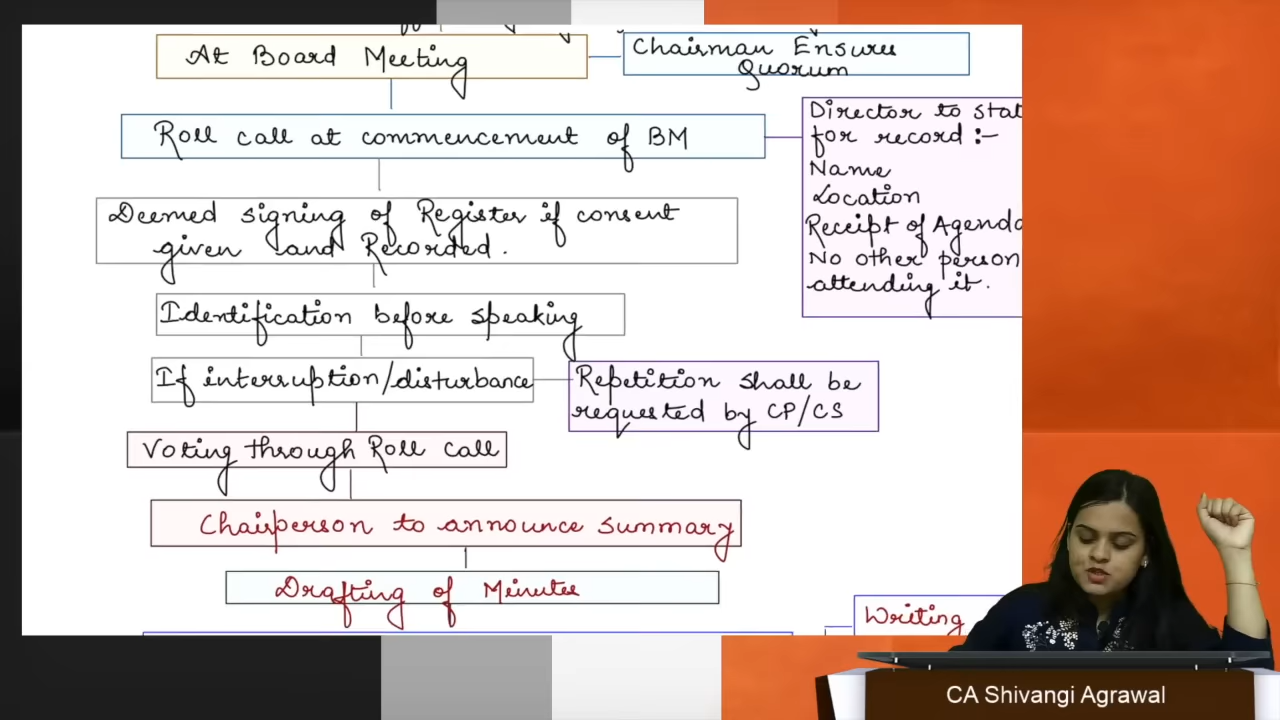 At Board Meeting
Chairman Ensures
Quorum
Roll call at commencement of BM
Director to stat
for record :-
Name
Location
Receipt of Agenda
No other person
attending it.
Deemed signing of Register if consent
given and Recorded.
Identification before speaking
If interruption/disturbance
Repetition shall be
requested by CP/CS
Voting through Roll call
Chairperson to announce summary
Drafting of Minutes
Writing
CA Shivangi Agrawal